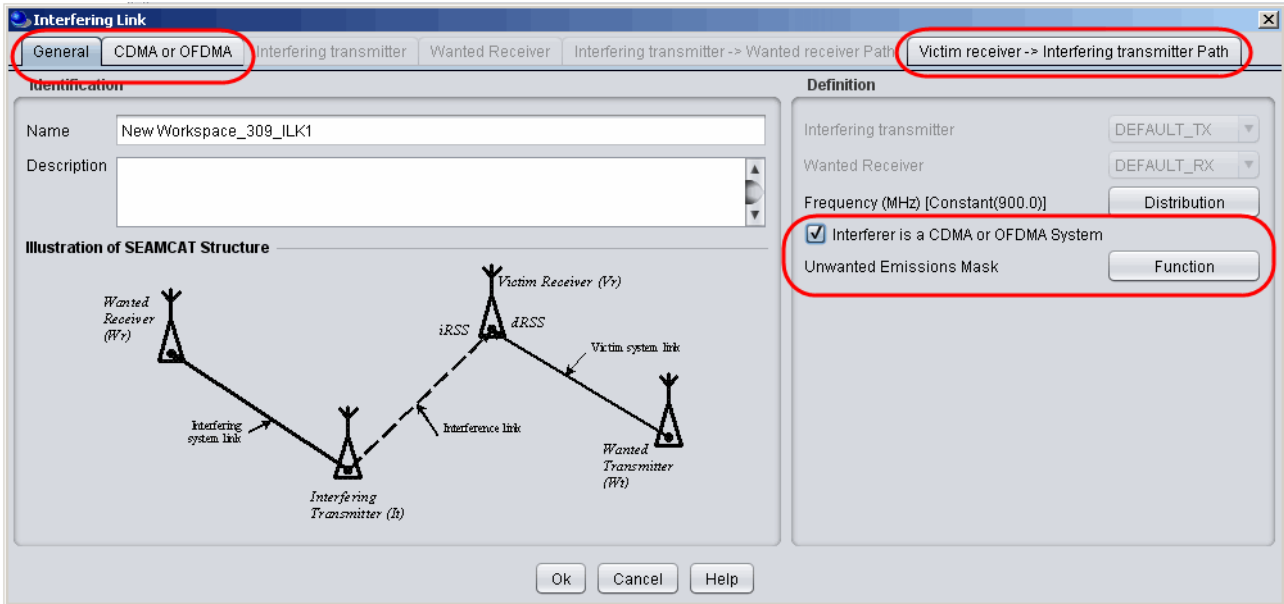 Interfering Link
General
CDMA or OFDMA
Interfering transmitter
Wanted Receiver
Interfering transmitter -> Wanted receiver Path
Victim receiver -> Interfering transmitter Path
Identification
Name
New Workspace_309_ILK1
Description
Illustration of SEAMCAT Structure
Wanted
Receiver
(Wr)
Victim Receiver (Vr)
iRSS
dRSS
Victim system link
Interfering
system link
Interference link
Wanted
Transmitter
(Wt)
Interfering
Transmitter (It)
Definition
Interfering transmitter
DEFAULT_TX
Wanted Receiver
DEFAULT_RX
Frequency (MHz) [Constant(900.0)]
Distribution
Interferer is a CDMA or OFDMA System
Unwanted Emissions Mask
Function
Ok
Cancel
Help